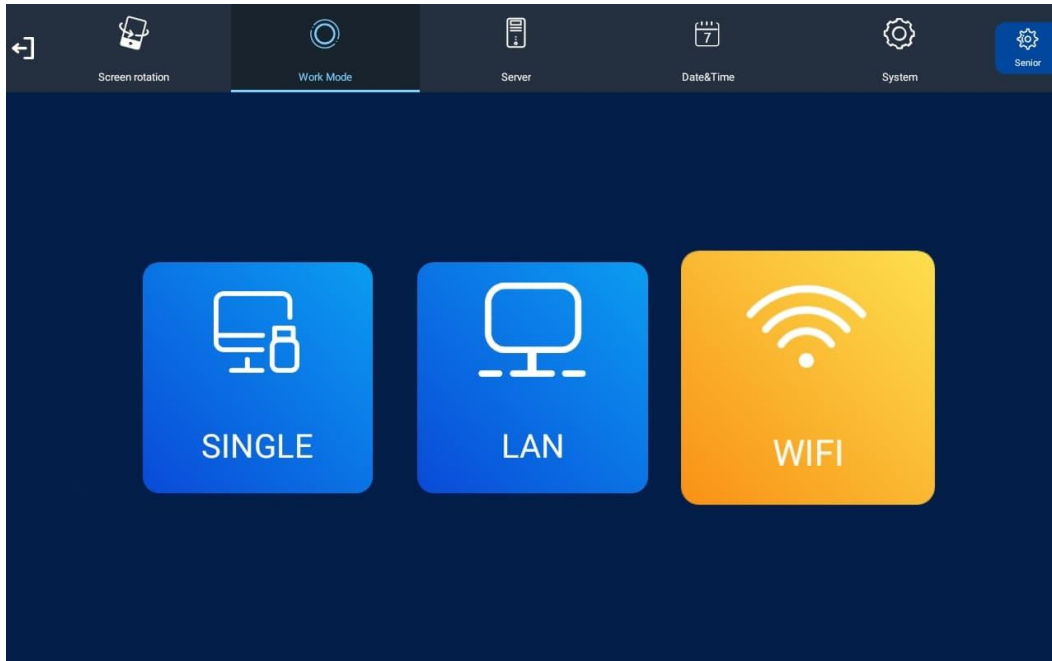 Screen rotation
Work Mode
Server
7
Date&Time
System
Senior
SINGLE
LAN
WIFI